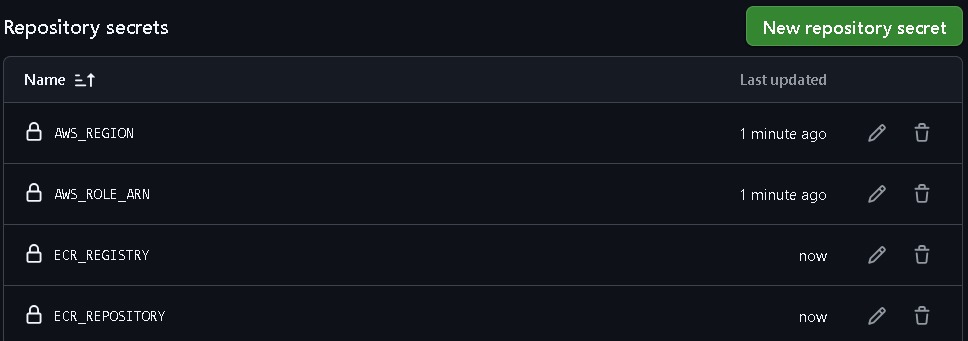 Repository secrets
New repository secret
Name
Last updated
AWS_REGION
1 minute ago
AWS_ROLE_ARN
1 minute ago
ECR_REGISTRY
now
ECR_REPOSITORY
now